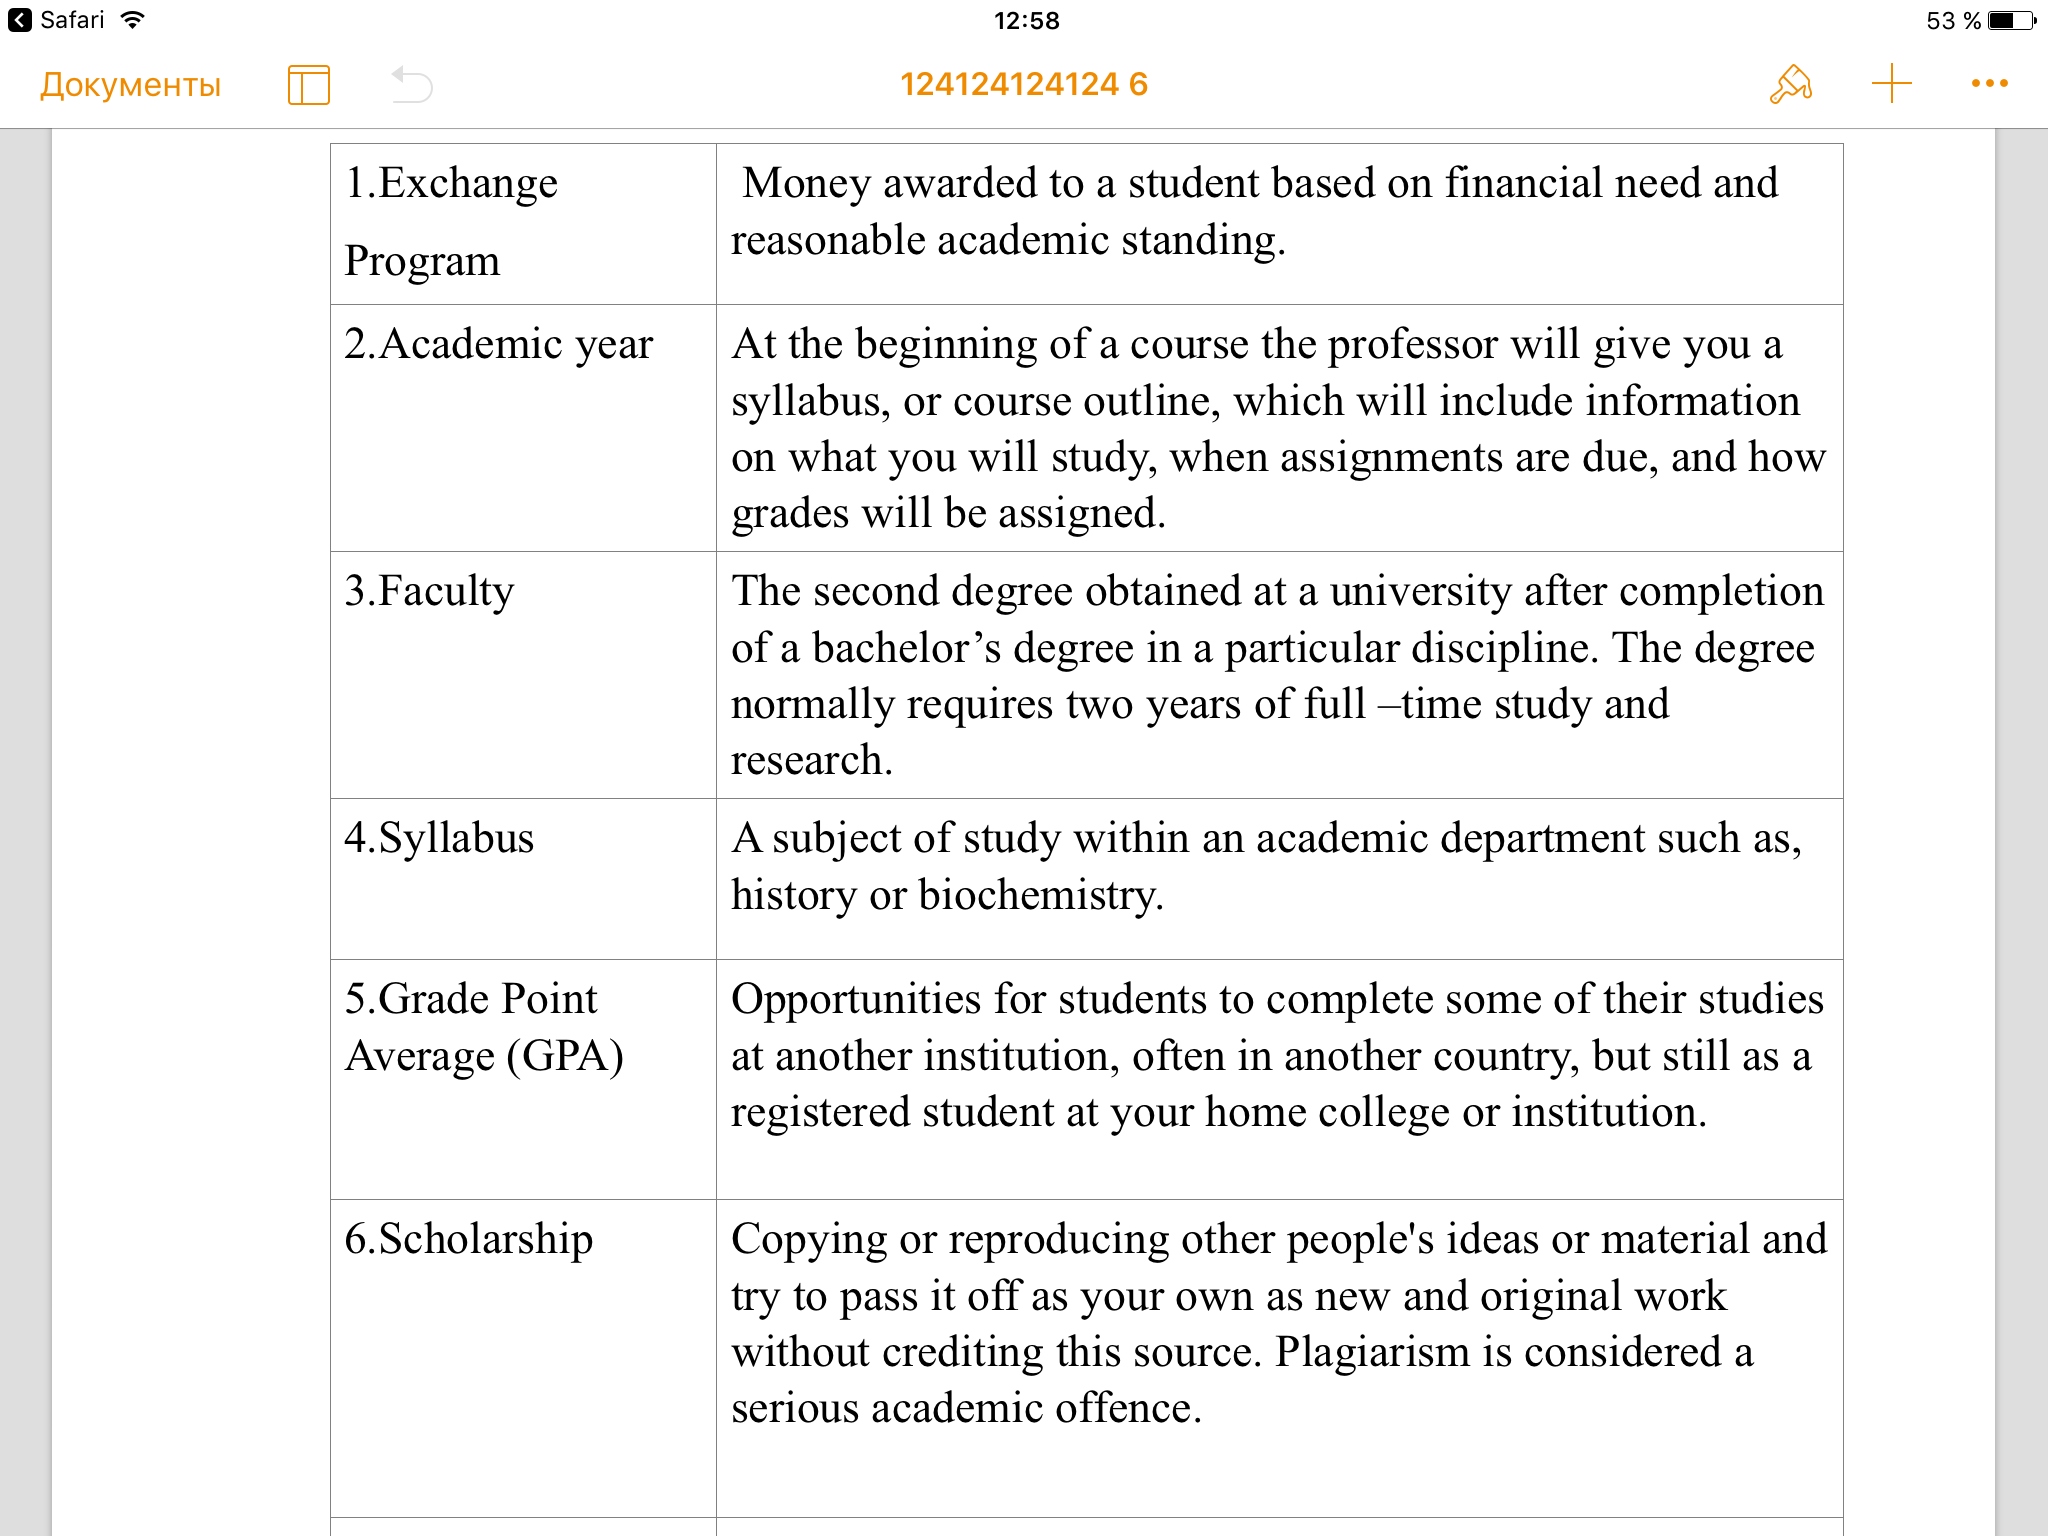 Safari
12:58
53 %
Документы
124124124124 6
1.Exchange
Program
Money awarded to a student based on financial need and
reasonable academic standing.
2.Academic year
At the beginning of a course the professor will give you a
syllabus, or course outline, which will include information
on what you will study, when assignments are due, and how
grades will be assigned.
3.Faculty
The second degree obtained at a university after completion
of a bachelor’s degree in a particular discipline. The degree
normally requires two years of full –time study and
research.
4.Syllabus
A subject of study within an academic department such as,
history or biochemistry.
5.Grade Point
Average (GPA)
Opportunities for students to complete some of their studies
at another institution, often in another country, but still as a
registered student at your home college or institution.
6.Scholarship
Copying or reproducing other people's ideas or material and
try to pass it off as your own as new and original work
without crediting this source. Plagiarism is considered a
serious academic offence.